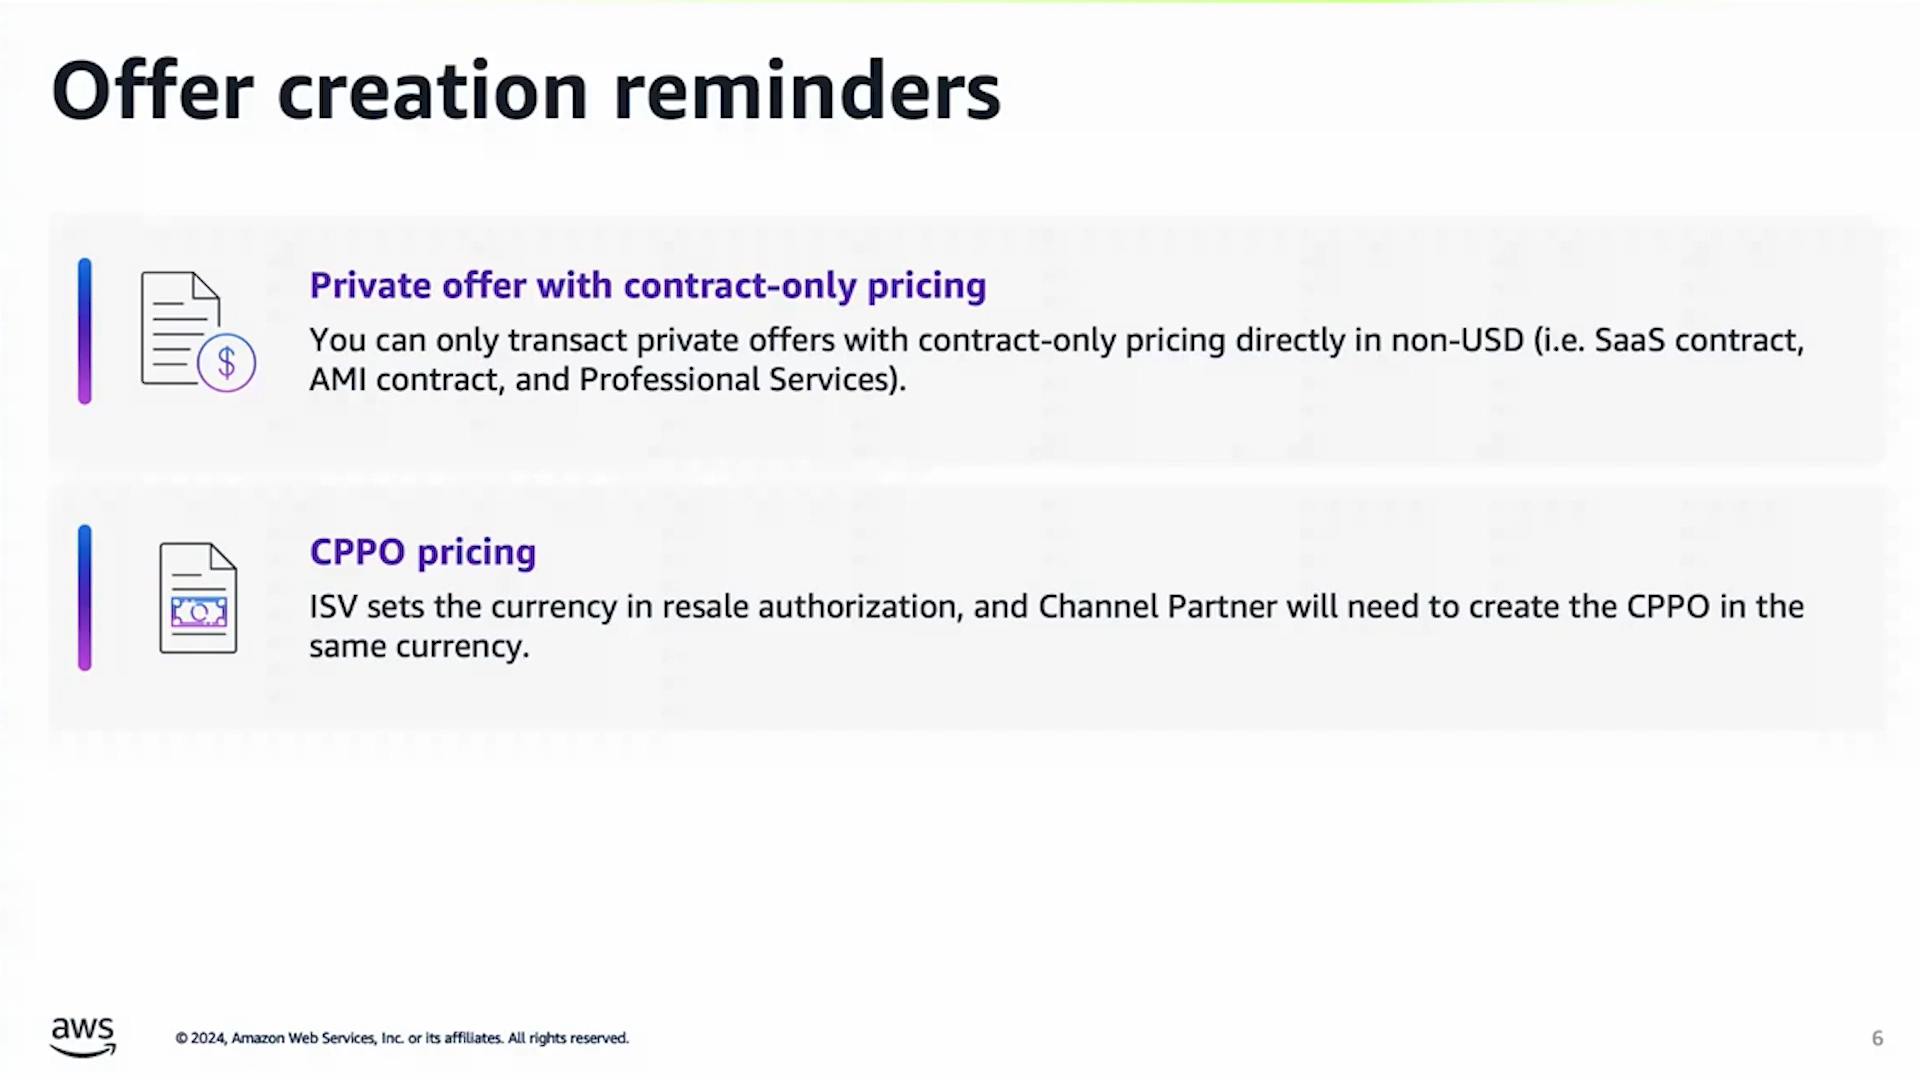 Offer creation reminders
Private offer with contract-only pricing
You can only transact private offers with contract-only pricing directly in non-USD (i.e. SaaS contract,
AMI contract, and Professional Services).
$
CPPO pricing
ISV sets the currency in resale authorization, and Channel Partner will need to create the CPPO in the
same currency.
aws
© 2024, Amazon Web Services, Inc. or its affiliates. All rights reserved.
6